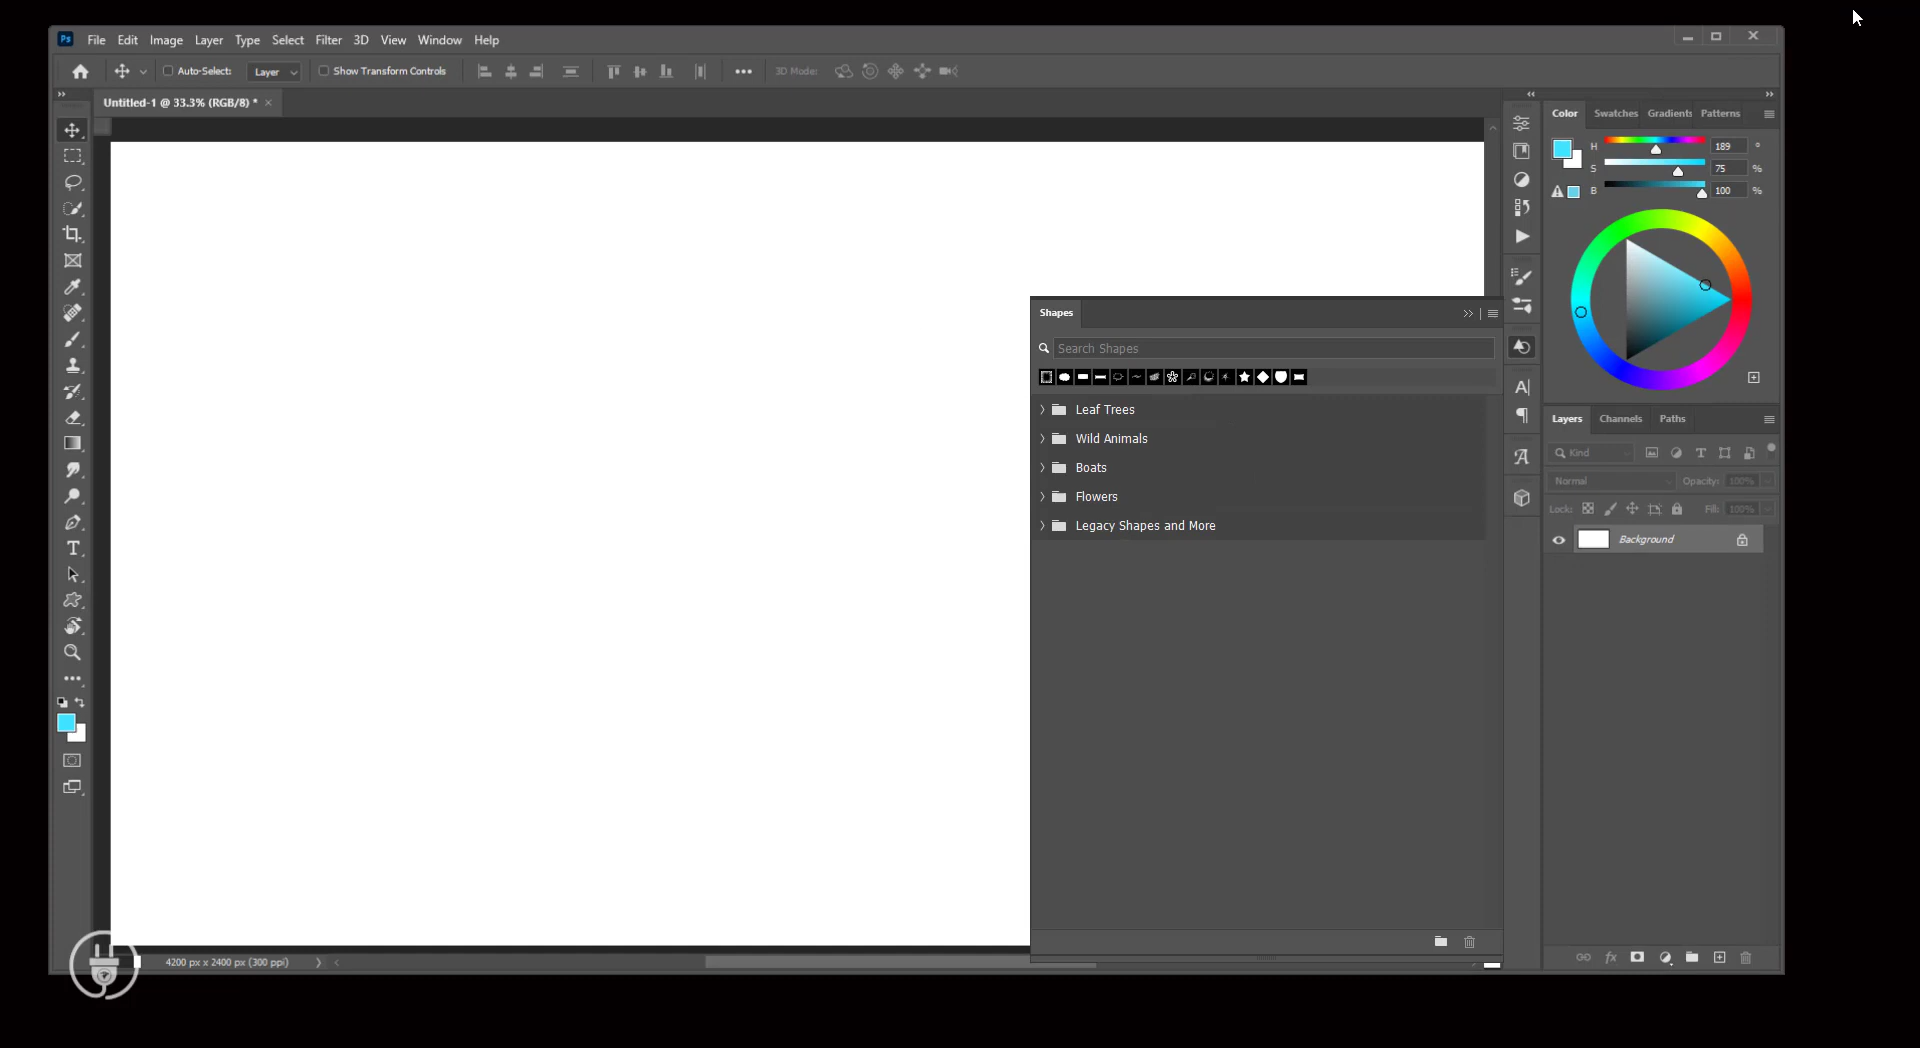 Ps File Edit Image Layer Type Select Filter 3D View Window Help
Auto-Select: Layer Show Transform Controls 3D Mode:
Untitled-1 @ 33.3% (RGB/8) *
Color Swatches Gradients Patterns
H 189 °
S 75 %
B 100 %
Shapes
Search Shapes
Leaf Trees
Wild Animals
Boats
Flowers
Legacy Shapes and More
Layers Channels Paths
Kind
Normal Opacity: 100%
Lock: Fill: 100%
Background
fx
4200 px x 2400 px (300 ppi)